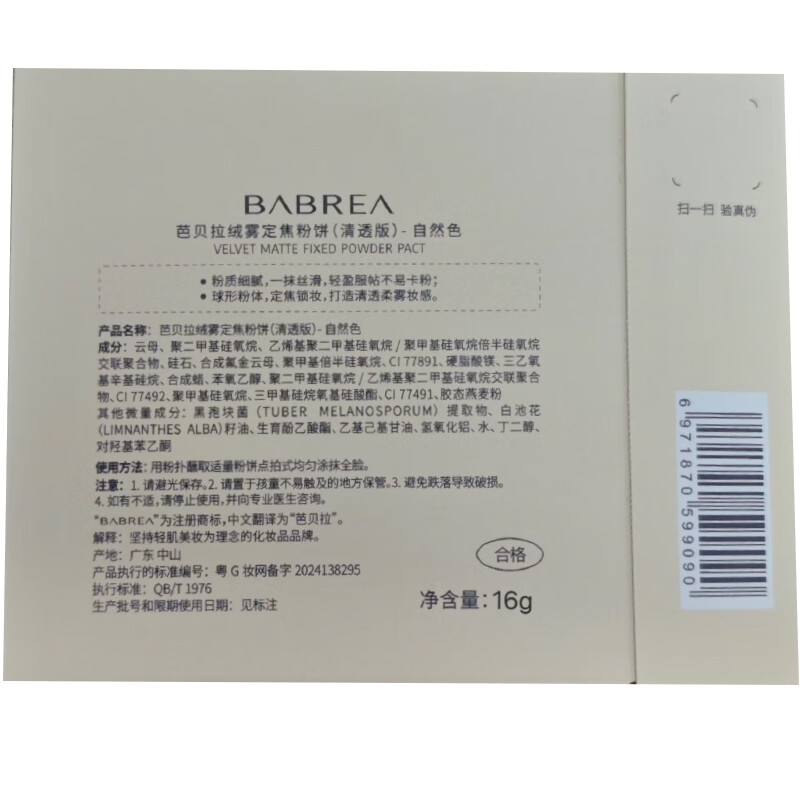 BABREA
芭贝拉绒雾定焦粉饼(清透版)- 自然色
VELVET MATTE FIXED POWDER PACT
● 粉质细腻,一抹丝滑,轻盈服帖不易卡粉;
● 球形粉体,定焦锁妆,打造清透柔雾妆感。
产品名称: 芭贝拉绒雾定焦粉饼(清透版)- 自然色
成分: 云母、聚二甲基硅氧烷、乙烯基聚二甲基硅氧烷 / 聚甲基硅氧烷倍半硅氧烷
交联聚合物、硅石、合成氟金云母、聚甲基倍半硅氧烷、CI 77891、硬脂酸镁、三乙氧
基辛基硅烷、合成蜡、苯氧乙醇、聚二甲基硅氧烷 / 乙烯基聚二甲基硅氧烷交联聚合
物、CI 77492、聚甲基硅氧烷、三甲基硅烷氧基硅酸酯、CI 77491、胶态燕麦粉
其他微量成分: 黑孢块菌 (TUBER MELANOSPORUM) 提取物、白池花
(LIMNANTHES ALBA) 籽油、生育酚乙酸酯、乙基己基甘油、氢氧化铝、水、丁二醇、
对羟基苯乙酮
使用方法: 用粉扑蘸取适量粉饼点拍式均匀涂抹全脸。
注意: 1. 请避光保存。2. 请置于孩童不易触及的地方保管。3. 避免跌落导致破损。
4. 如有不适,请停止使用,并向专业医生咨询。
“BABREA”为注册商标,中文翻译为“芭贝拉”。
解释: 坚持轻肌美妆为理念的化妆品品牌。
产地: 广东 中山
产品执行的标准编号: 粤 G 妆网备字 2024138295
执行标准: QB/T 1976
生产批号和限期使用日期: 见标注
合格
净含量: 16g
扫一扫 验真伪
6 971870 599090